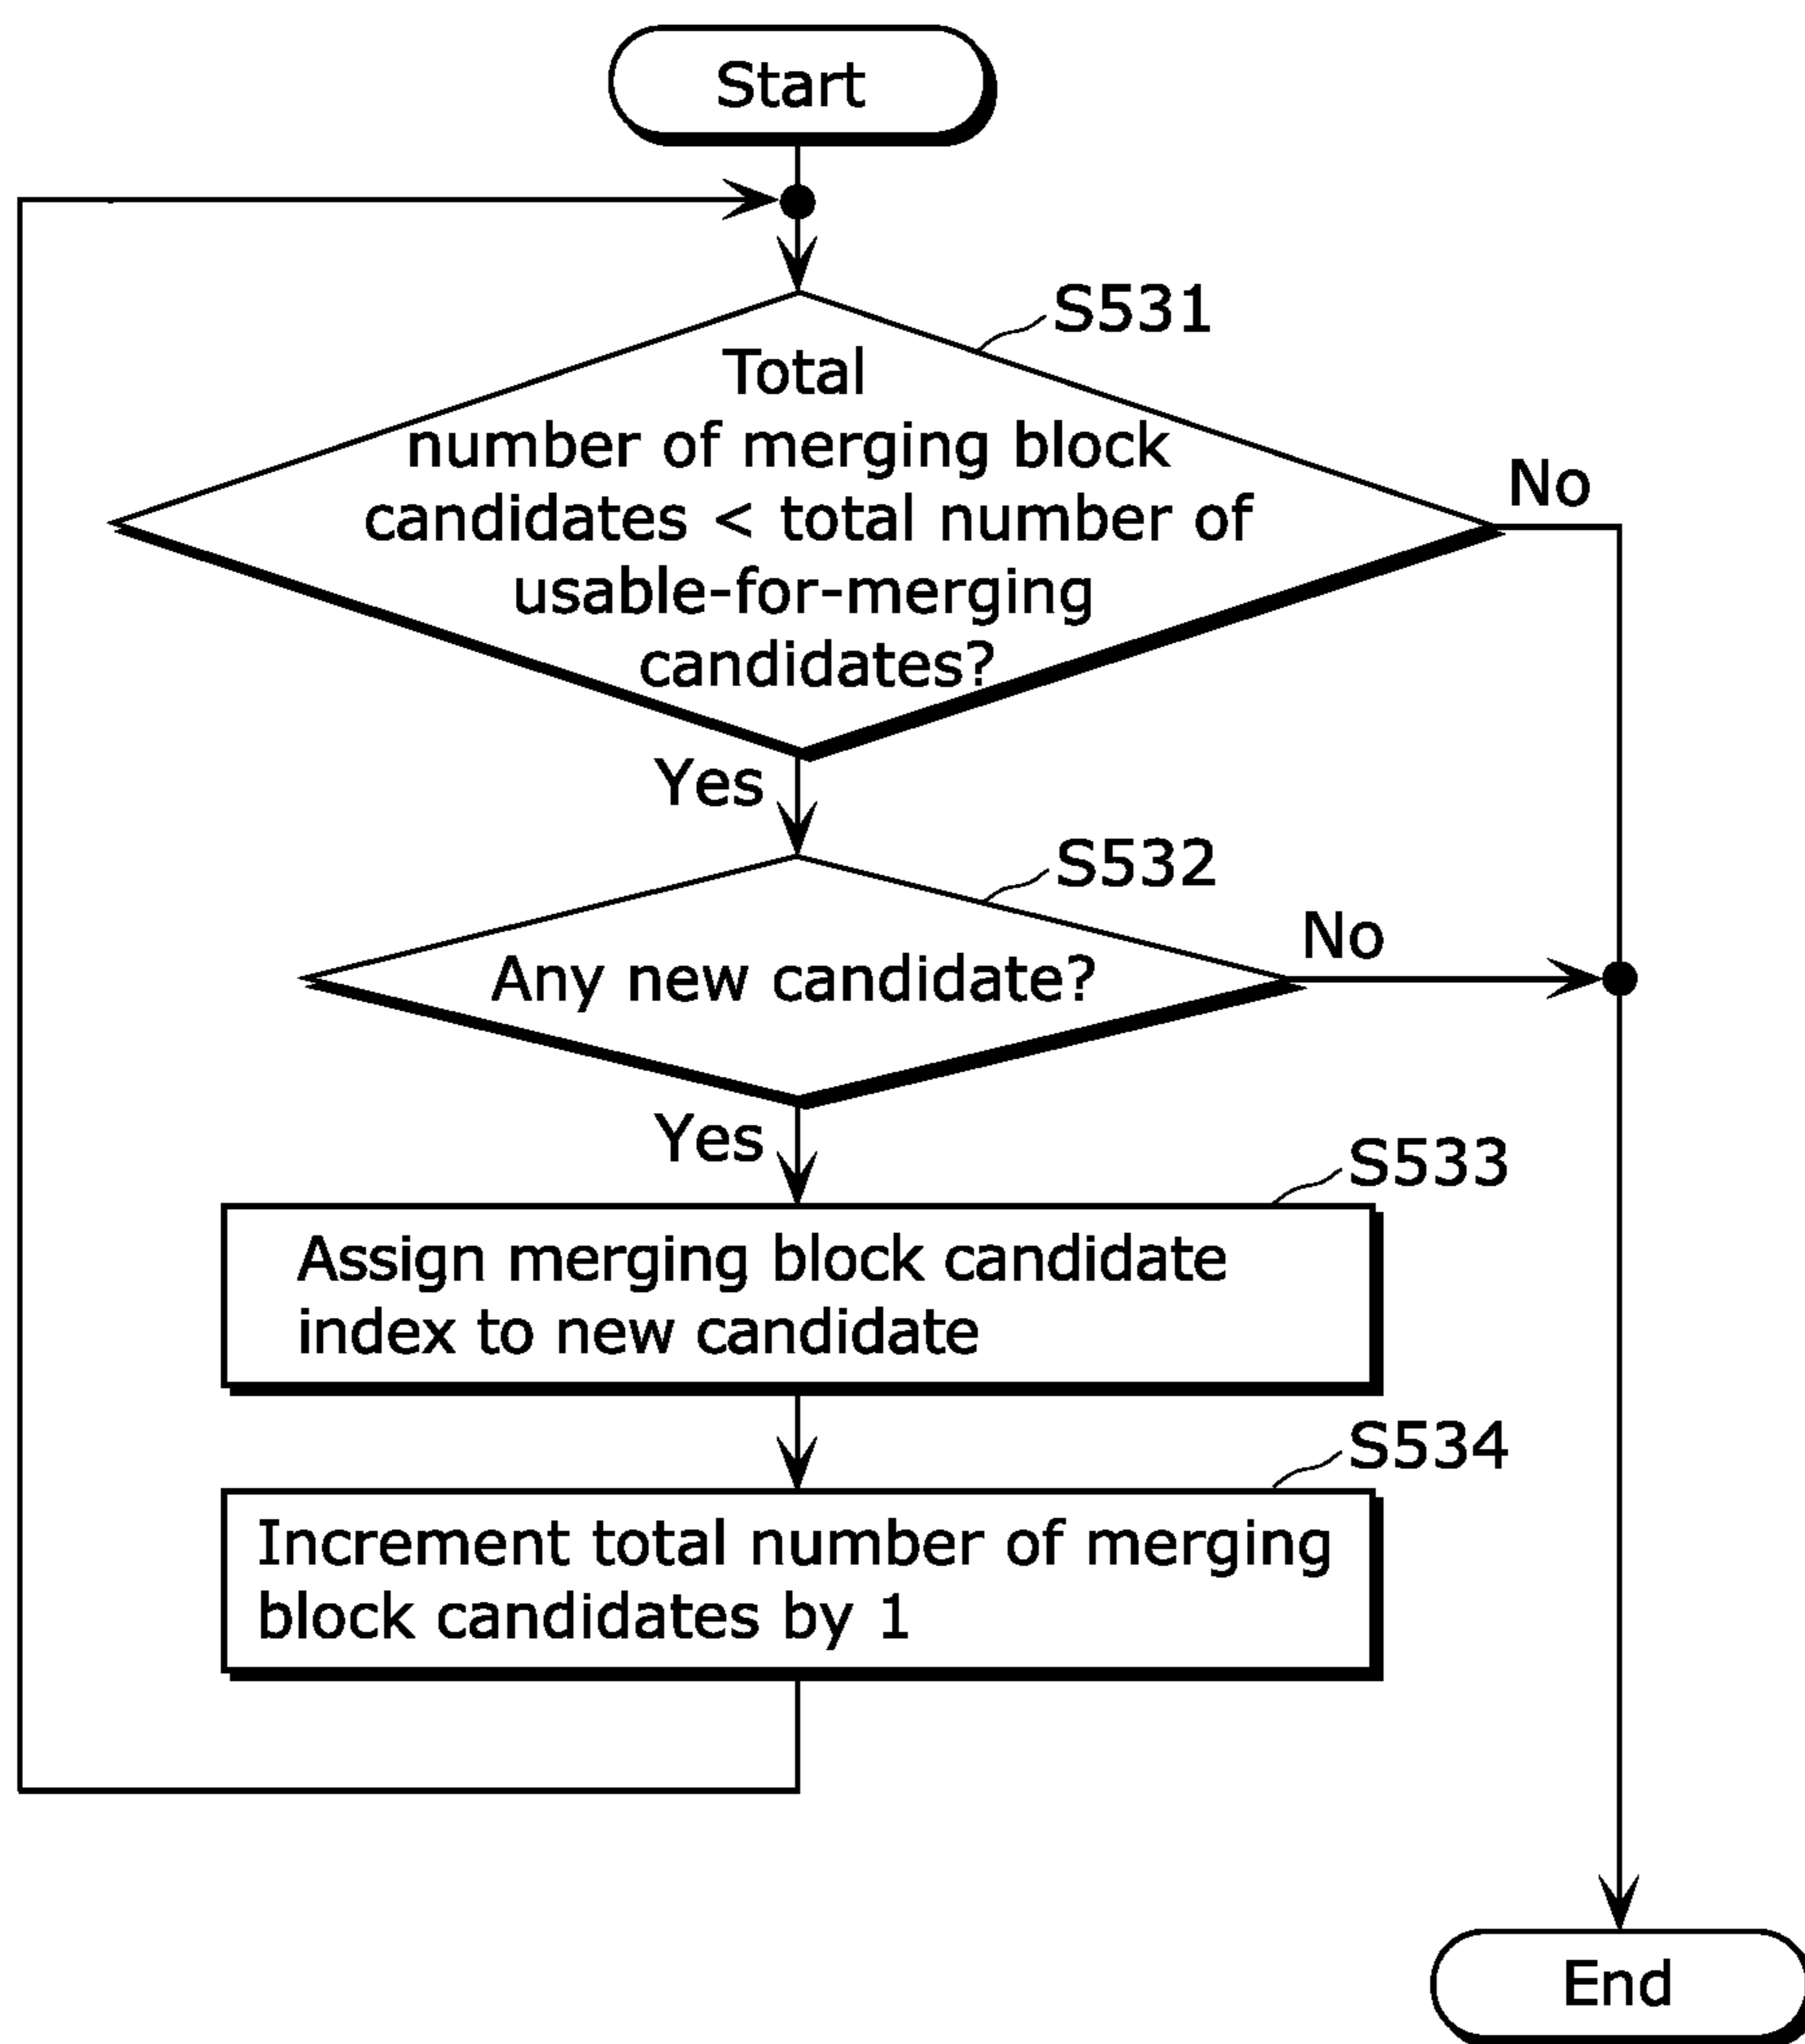 Start
S531
Total
number of merging block
candidates < total number of
usable-for-merging
candidates?
No
Yes
S532
Any new candidate?
No
Yes
S533
Assign merging block candidate
index to new candidate
S534
Increment total number of merging
block candidates by 1
End